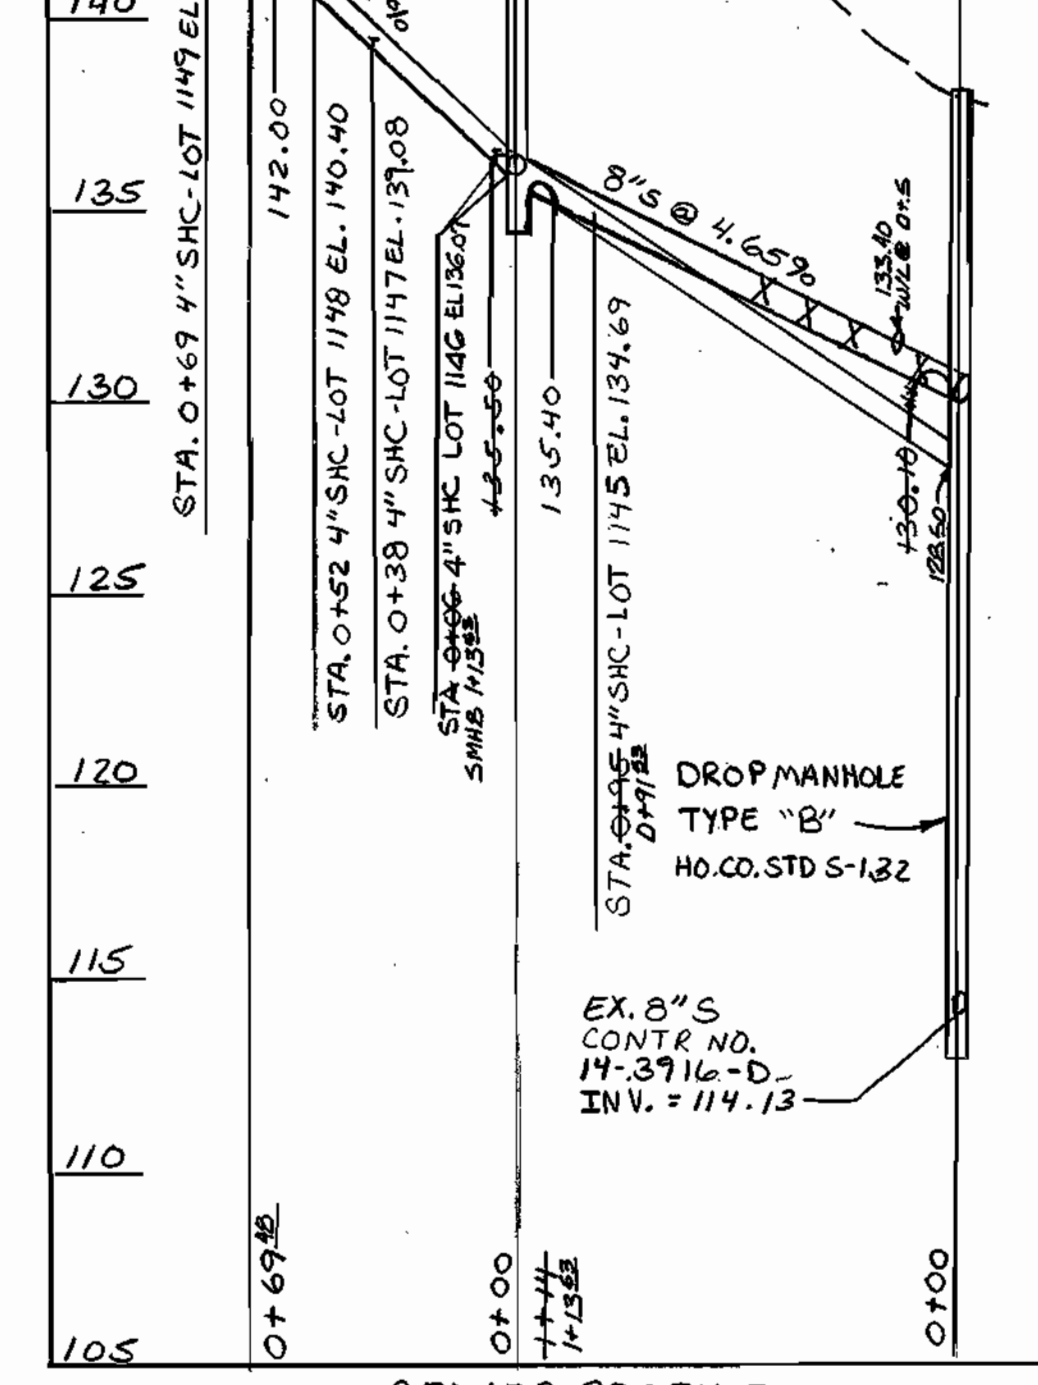 140
135
130
125
120
115
110
105
STA. 0+69 4"SHC-LOT 1149 EL
142.00
STA. 0+52 4"SHC-LOT 1148 EL. 140.40
STA. 0+38 4"SHC-LOT 1147 EL. 139.08
STA 0+06 4"SHC LOT 1146 EL 136.07
SMHB 1+13 63
135.50
135.40
8"S @ 4.65%
STA. 0+95 4"SHC-LOT 1145 EL. 134.69
0+91 53
133.40
W/L @
130.10
128.50
DROP MANHOLE
TYPE "B"
HO.CO.STD S-1.32
EX. 8"S
CONTR NO.
14-3916-D
INV. = 114.13
0+69 48
0+00
1+14
1+13 63
0+00